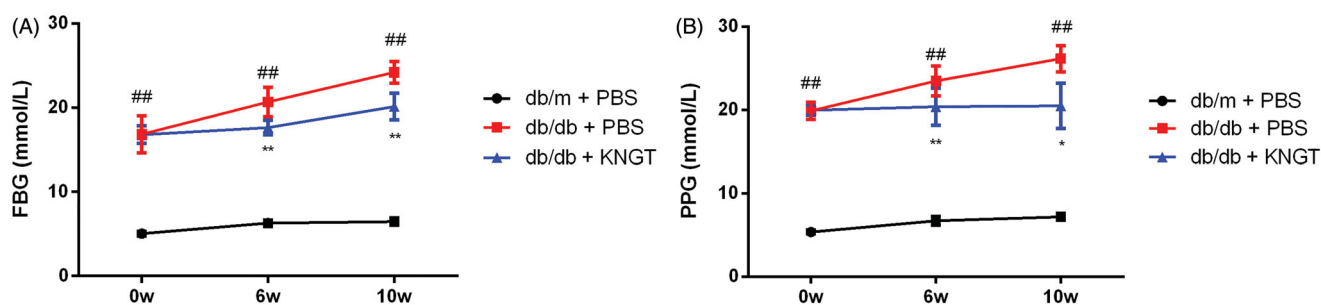 (A)
FBG (mmol/L)
30
20
10
0
##
##
##
**
**
0w
6w
10w
db/m + PBS
db/db + PBS
db/db + KNGT
(B)
PPG (mmol/L)
30
20
10
0
##
##
##
**
*
0w
6w
10w
db/m + PBS
db/db + PBS
db/db + KNGT